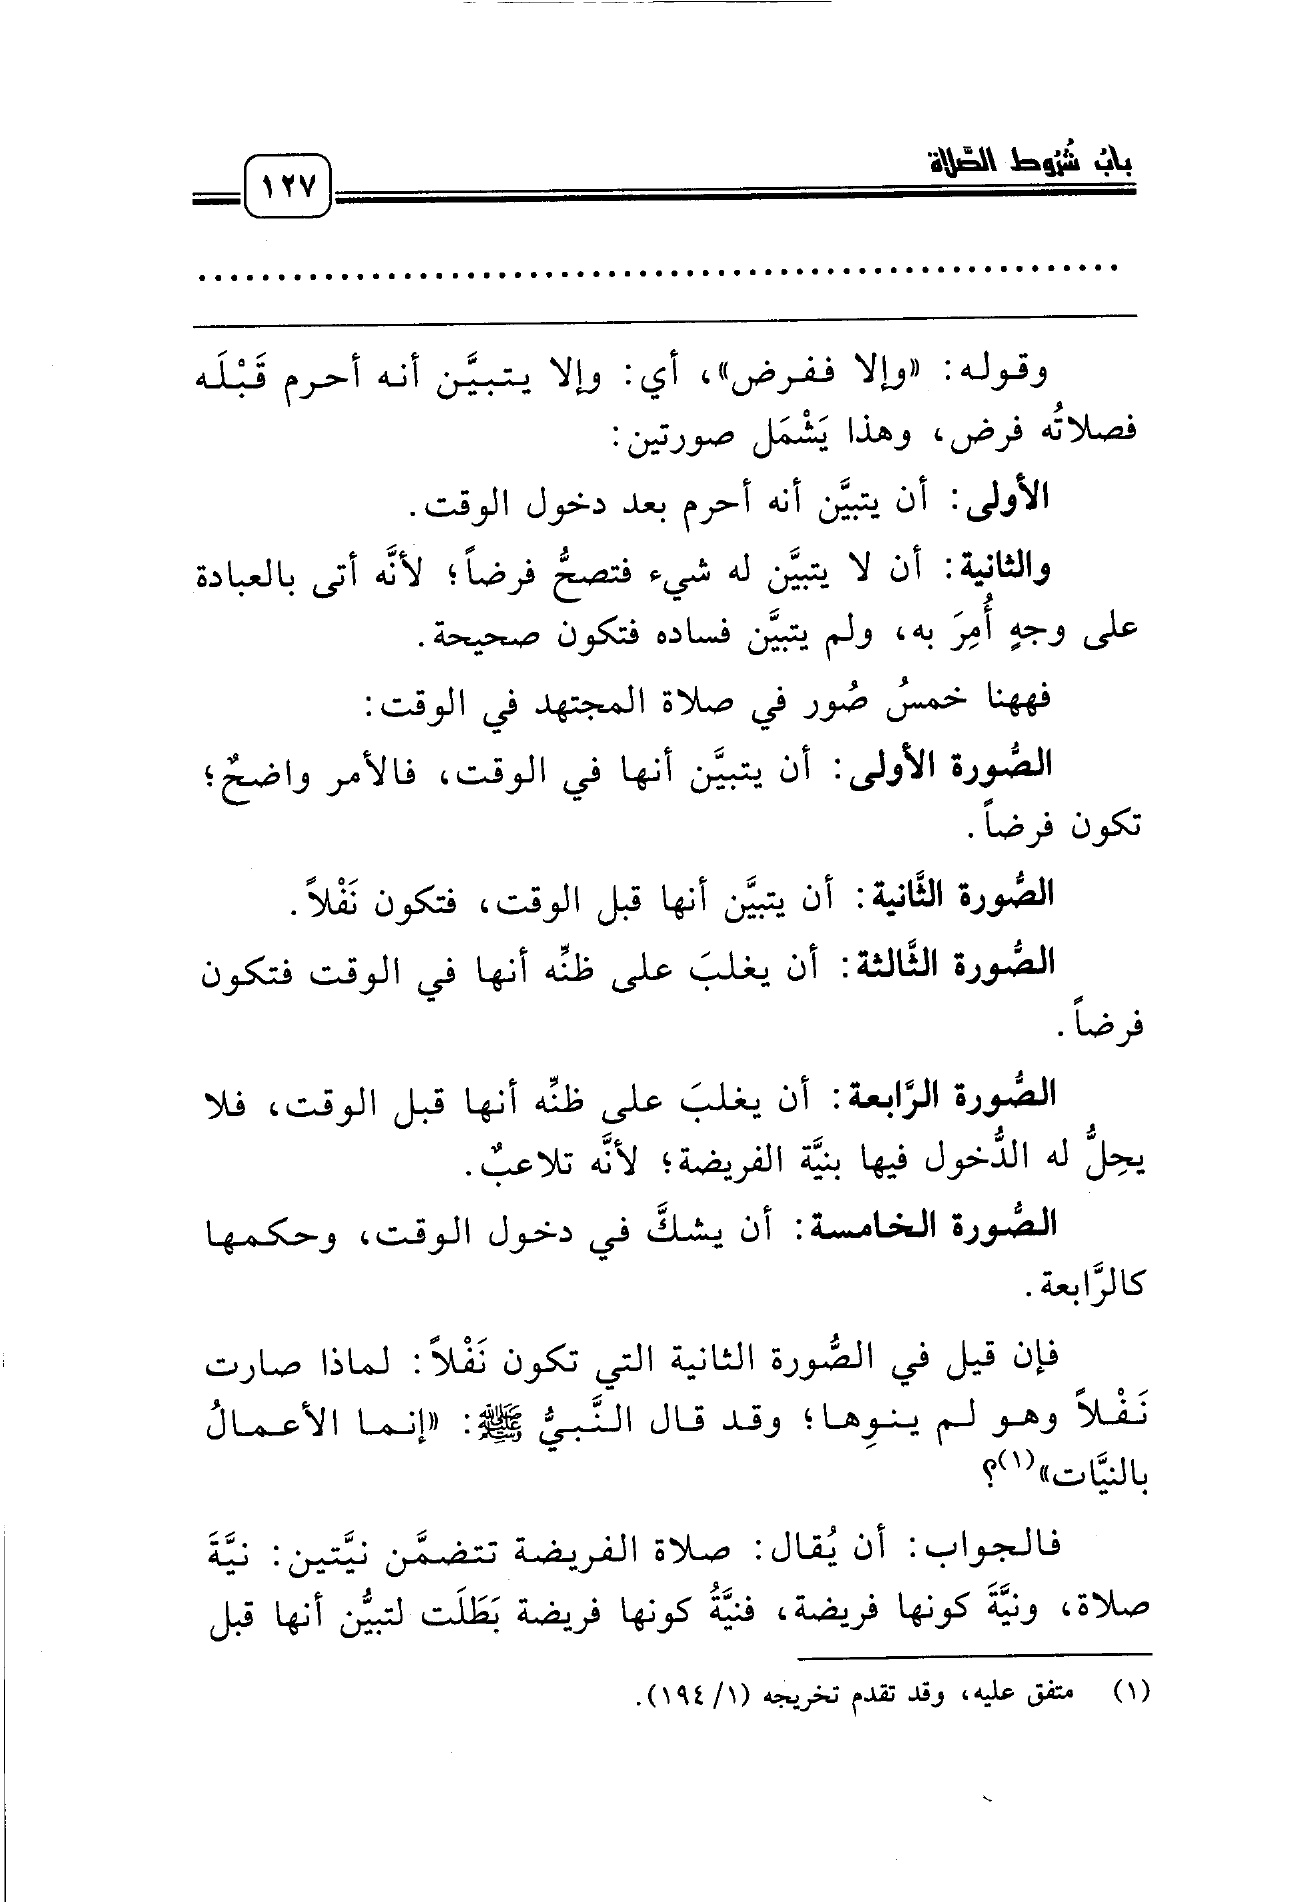 بابُ شُرُوط الصَّلاة
١٢٧
................................................................
وقوله: «وإلا ففرض»، أي: وإلا يتبيَّن أنه أحرم قَبْلَه
فصلاتُه فرض، وهذا يَشْمَل صورتين:
الأولى: أن يتبيَّن أنه أحرم بعد دخول الوقت.
والثانية: أن لا يتبيَّن له شيء فتصحُّ فرضاً؛ لأنَّه أتى بالعبادة
على وجهٍ أُمِرَ به، ولم يتبيَّن فساده فتكون صحيحة.
فههنا خمسُ صُور في صلاة المجتهد في الوقت:
الصُّورة الأولى: أن يتبيَّن أنها في الوقت، فالأمر واضحٌ؛
تكون فرضاً.
الصُّورة الثَّانية: أن يتبيَّن أنها قبل الوقت، فتكون نَفْلاً.
الصُّورة الثَّالثة: أن يغلبَ على ظنِّه أنها في الوقت فتكون
فرضاً.
الصُّورة الرَّابعة: أن يغلبَ على ظنِّه أنها قبل الوقت، فلا
يحِلُّ له الدُّخول فيها بنيَّة الفريضة؛ لأنَّه تلاعبٌ.
الصُّورة الخامسة: أن يشكَّ في دخول الوقت، وحكمها
كالرَّابعة.
فإن قيل في الصُّورة الثانية التي تكون نَفْلاً: لماذا صارت
نَفْلاً وهو لم ينوِها؛ وقد قال النَّبيُّ ﷺ: «إنما الأعمالُ
بالنيَّات»(١)؟
فالجواب: أن يُقال: صلاة الفريضة تتضمَّن نيَّتين: نيَّةَ
صلاة، ونيَّةَ كونها فريضة، فنيَّةُ كونها فريضة بَطَلَت لتبيُّن أنها قبل
(١) متفق عليه، وقد تقدم تخريجه (١/ ١٩٤).